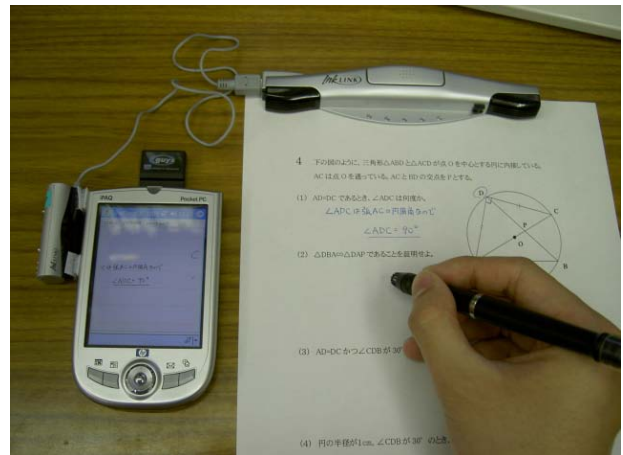 InkLINK
4 下の図のように、三角形△ABDと△ACDが点Oを中心とする円に内接している。
ACは点Oを通っている。ACとBDの交点をPとする。
(1) AD=DCであるとき、∠ADCは何度か。
∠ADCは弧ACの円周角なので
∠ADC = 90°
(2) △DBA∽△DAPであることを証明せよ。
D
C
P
O
B
(3) AD=DCかつ∠CDBが30°
(4) 円の半径が1cm、∠CDBが30°のとき、
iPAQ
Pocket PC
∠ADC = 90°
hp